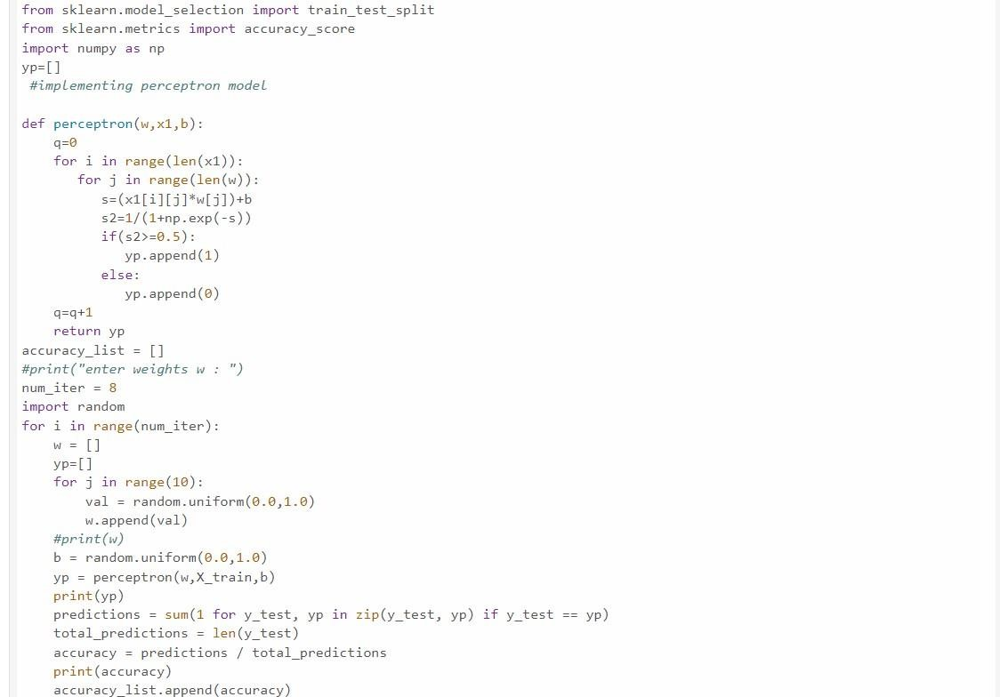 from sklearn.model_selection import train_test_split
from sklearn.metrics import accuracy_score
import numpy as np
yp=[]
 #implementing perceptron model

def perceptron(w,x1,b):
    q=0
    for i in range(len(x1)):
       for j in range(len(w)):
          s=(x1[i][j]*w[j])+b
          s2=1/(1+np.exp(-s))
          if(s2>=0.5):
             yp.append(1)
          else:
             yp.append(0)
    q=q+1
    return yp
accuracy_list = []
#print("enter weights w : ")
num_iter = 8
import random
for i in range(num_iter):
    w = []
    yp=[]
    for j in range(10):
        val = random.uniform(0.0,1.0)
        w.append(val)
    #print(w)
    b = random.uniform(0.0,1.0)
    yp = perceptron(w,X_train,b)
    print(yp)
    predictions = sum(1 for y_test, yp in zip(y_test, yp) if y_test == yp)
    total_predictions = len(y_test)
    accuracy = predictions / total_predictions
    print(accuracy)
    accuracy_list.append(accuracy)